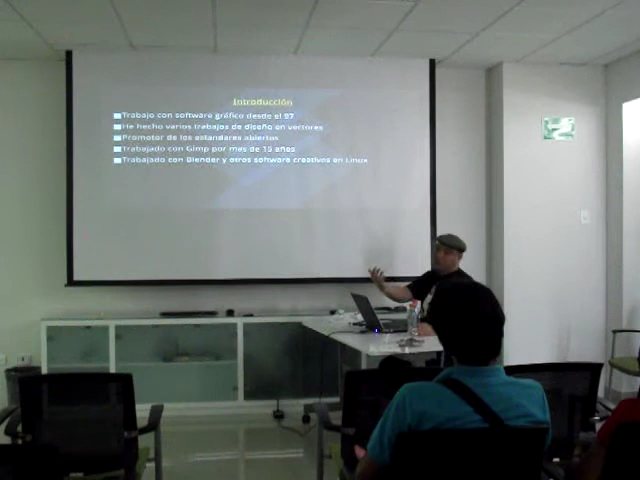 Introducción
Trabajo con software gráfico desde el 97
He hecho varios trabajos de diseño en vectores
Promotor de los estandares abiertos
Trabajado con Gimp por mas de 15 años
Trabajado con Blender y otros software creativos en Linux